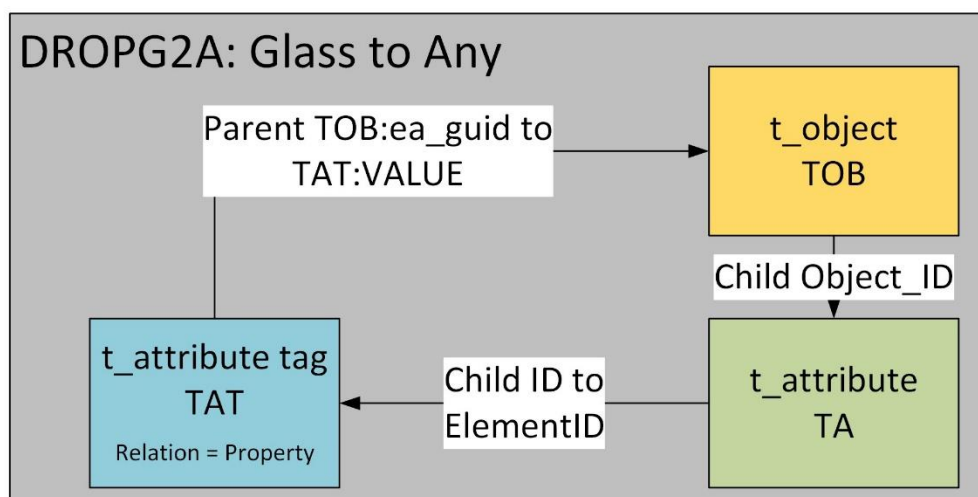 DROPG2A: Glass to Any
Parent TOB:ea_guid to
TAT:VALUE
t_object
TOB
Child Object_ID
t_attribute tag
TAT
Relation = Property
Child ID to
ElementID
t_attribute
TA